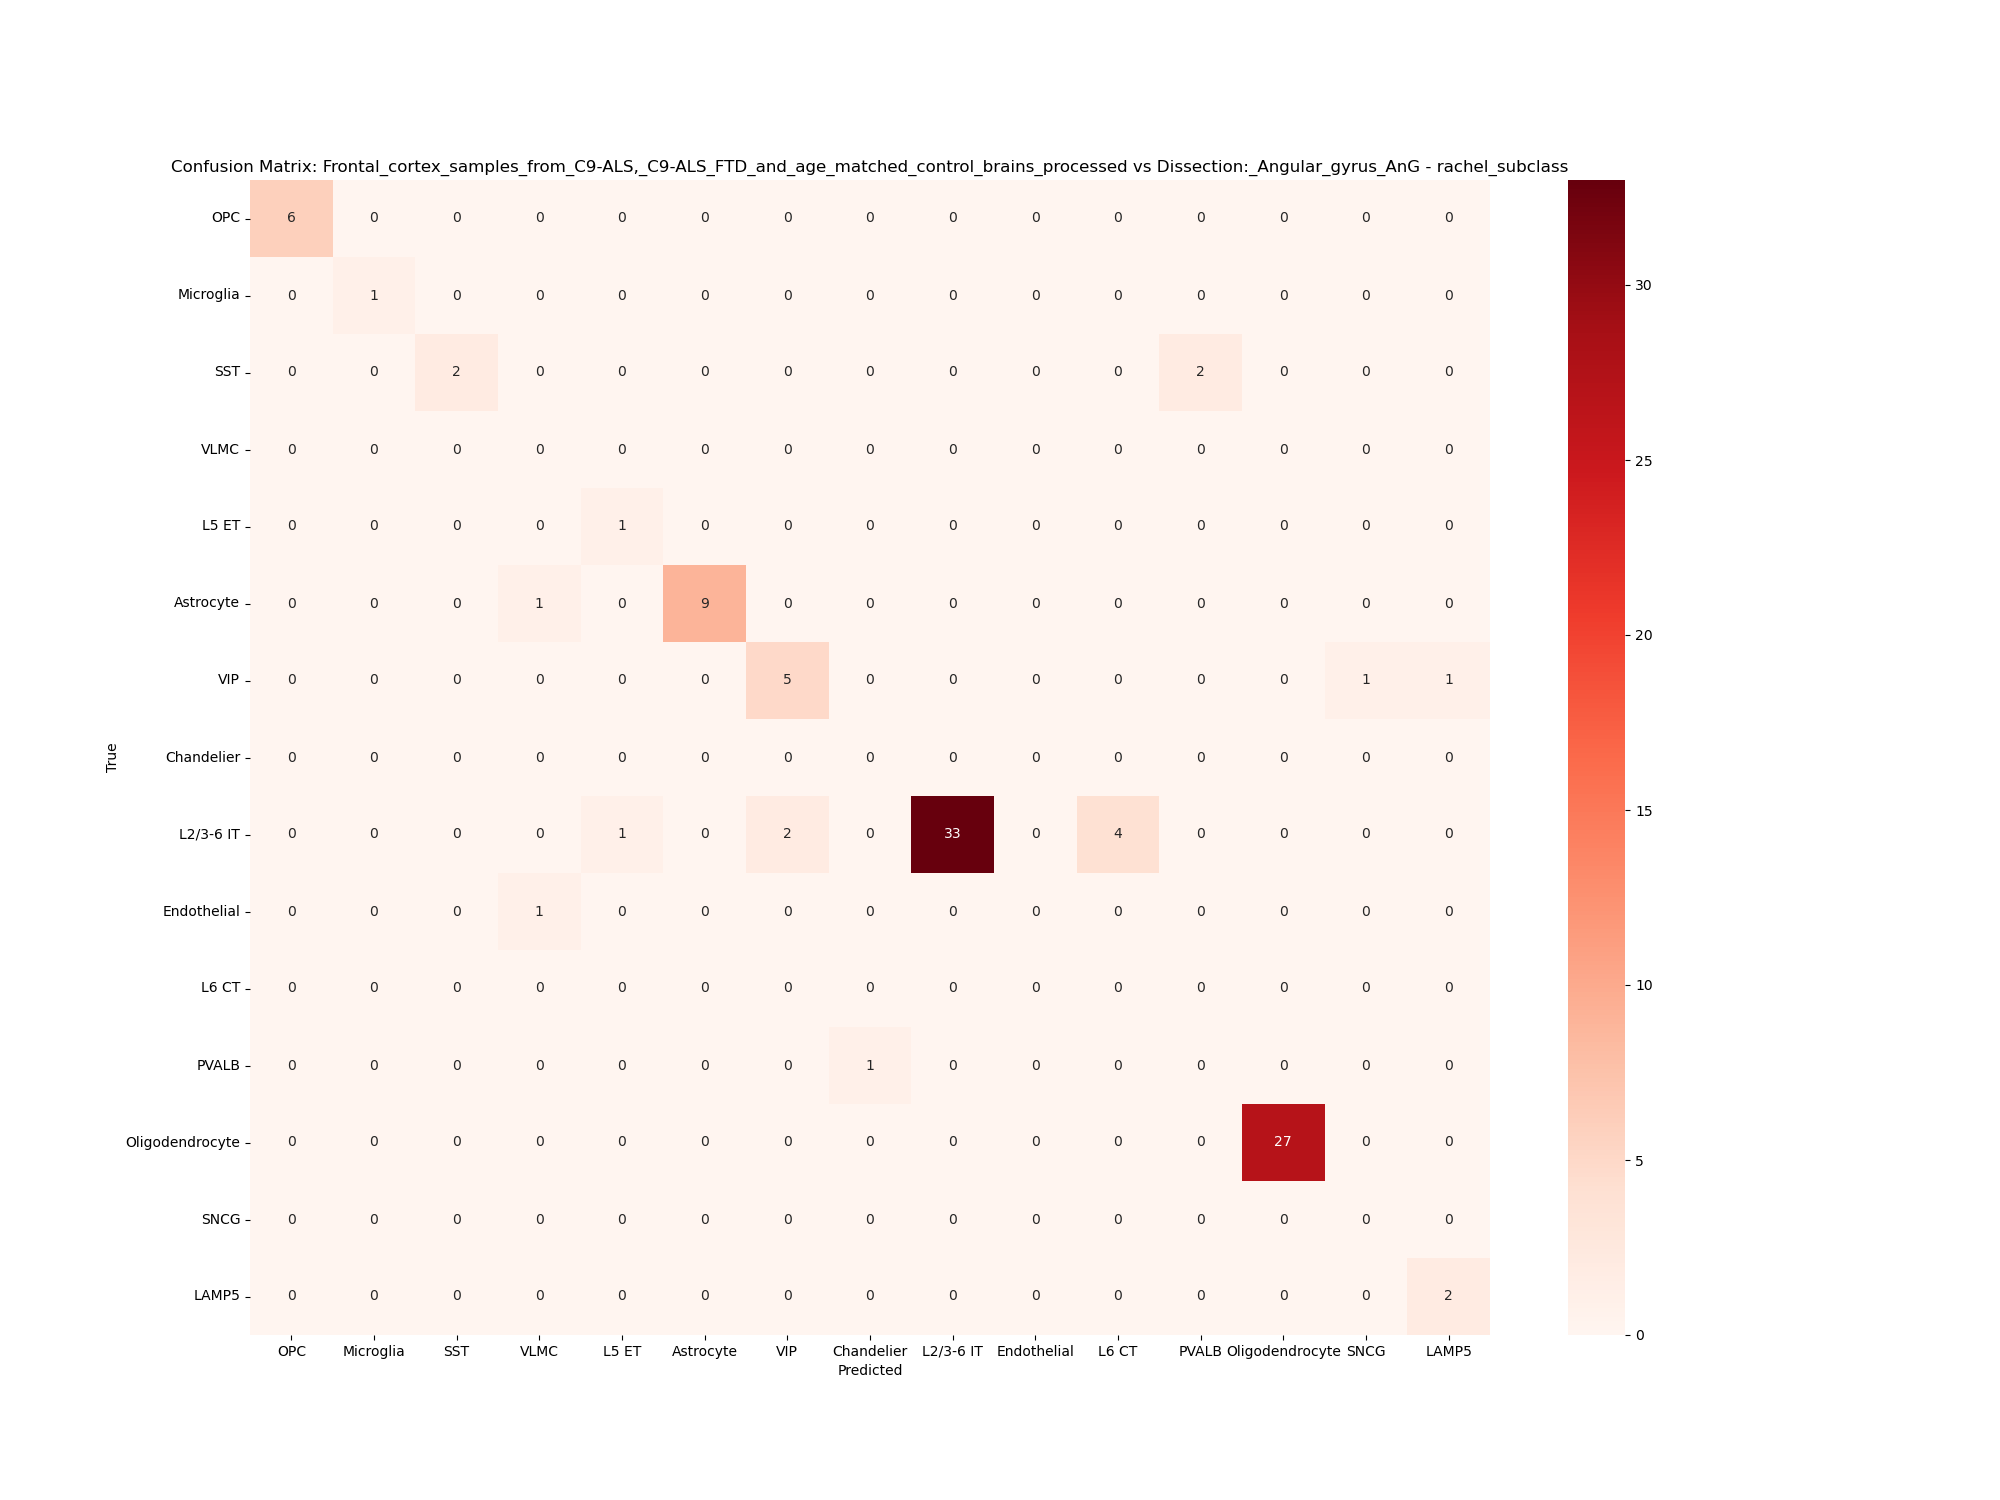 Confusion Matrix: Frontal_cortex_samples_from_C9-ALS,_C9-ALS_FTD_and_age_matched_control_brains_processed vs Dissection:_Angular_gyrus_AnG - rachel_subclass
OPC 6 0 0 0 0 0 0 0 0 0 0 0 0 0 0
Microglia 0 1 0 0 0 0 0 0 0 0 0 0 0 0 0
SST 0 0 2 0 0 0 0 0 0 0 0 2 0 0 0
VLMC 0 0 0 0 0 0 0 0 0 0 0 0 0 0 0
L5 ET 0 0 0 0 1 0 0 0 0 0 0 0 0 0 0
Astrocyte 0 0 0 1 0 9 0 0 0 0 0 0 0 0 0
VIP 0 0 0 0 0 0 5 0 0 0 0 0 0 1 1
Chandelier 0 0 0 0 0 0 0 0 0 0 0 0 0 0 0
L2/3-6 IT 0 0 0 0 1 0 2 0 33 0 4 0 0 0 0
Endothelial 0 0 0 1 0 0 0 0 0 0 0 0 0 0 0
L6 CT 0 0 0 0 0 0 0 0 0 0 0 0 0 0 0
PVALB 0 0 0 0 0 0 0 1 0 0 0 0 0 0 0
Oligodendrocyte 0 0 0 0 0 0 0 0 0 0 0 0 27 0 0
SNCG 0 0 0 0 0 0 0 0 0 0 0 0 0 0 0
LAMP5 0 0 0 0 0 0 0 0 0 0 0 0 0 0 2
True
OPC Microglia SST VLMC L5 ET Astrocyte VIP Chandelier L2/3-6 IT Endothelial L6 CT PVALB Oligodendrocyte SNCG LAMP5
Predicted
30
25
20
15
10
5
0